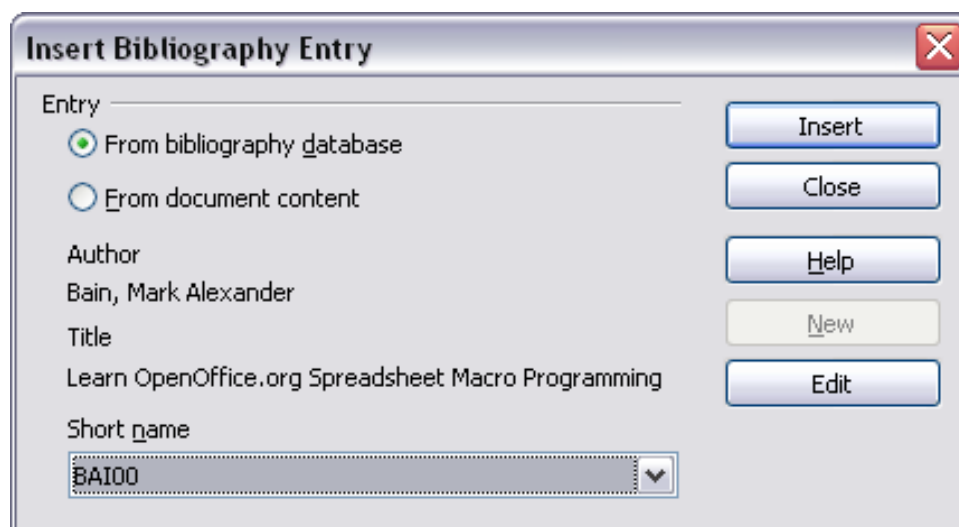 Insert Bibliography Entry
Entry
From bibliography database
From document content
Author
Bain, Mark Alexander
Title
Learn OpenOffice.org Spreadsheet Macro Programming
Short name
BAI00
Insert
Close
Help
New
Edit